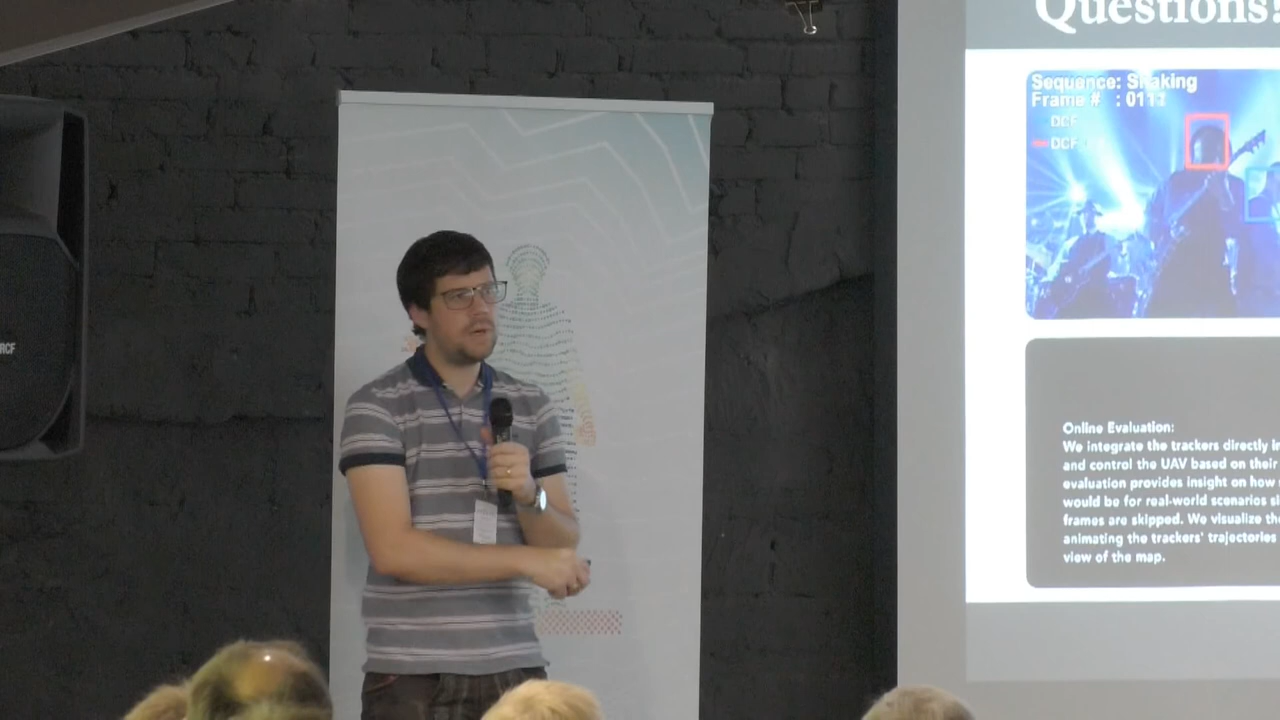 Questions?
Sequence: Shaking
Frame # : 0111
DCF
DCF
RCF
Online Evaluation:
We integrate the trackers directly
and control the UAV based on their
evaluation provides insight on how
would be for real-world scenarios
frames are skipped. We visualize
animating the trackers' trajectories
view of the map.